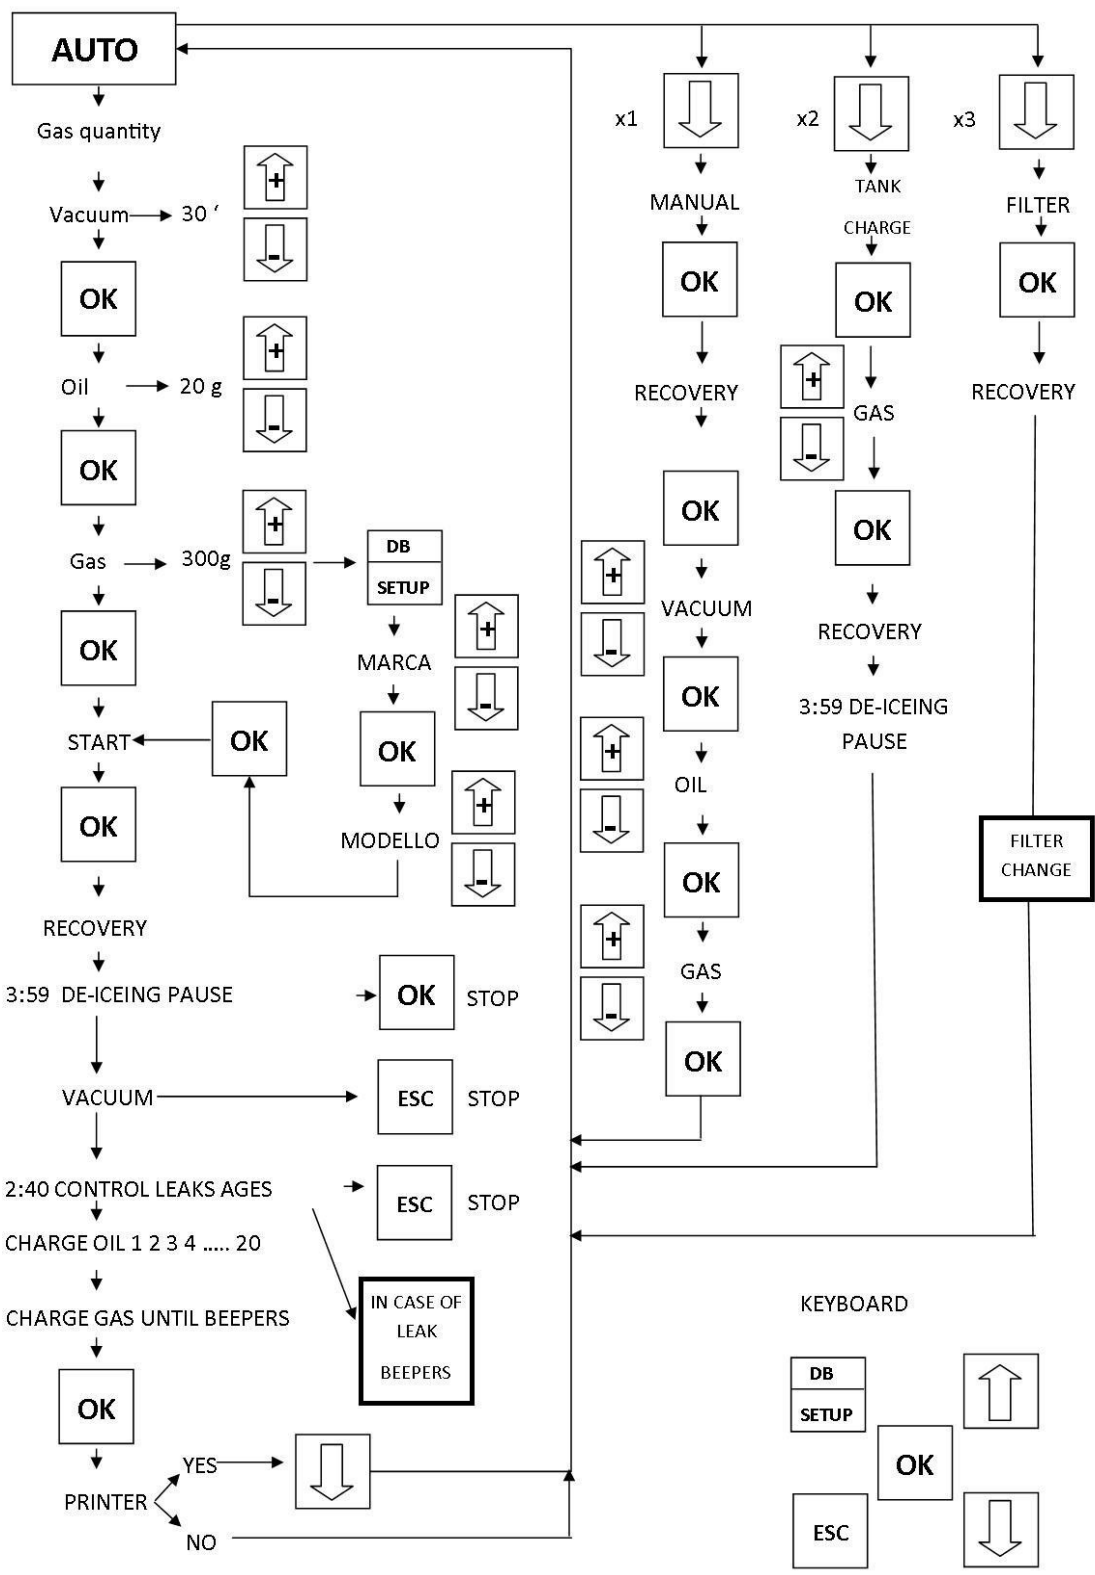 AUTO
Gas quantity
Vacuum
30 ‘
+
-
OK
Oil
20 g
+
-
OK
Gas
300g
+
-
DB
SETUP
OK
MARCA
+
-
START
OK
OK
OK
MODELLO
+
-
RECOVERY
3:59 DE-ICEING PAUSE
OK
STOP
VACUUM
ESC
STOP
2:40 CONTROL LEAKS AGES
ESC
STOP
CHARGE OIL 1 2 3 4 ..... 20
IN CASE OF
LEAK
BEEPERS
CHARGE GAS UNTIL BEEPERS
OK
PRINTER
YES
NO
x1
MANUAL
OK
RECOVERY
OK
+
-
VACUUM
OK
+
-
OIL
OK
+
-
GAS
OK
x2
TANK
CHARGE
OK
+
-
GAS
OK
RECOVERY
3:59 DE-ICEING
PAUSE
x3
FILTER
OK
RECOVERY
FILTER
CHANGE
KEYBOARD
DB
SETUP
OK
ESC